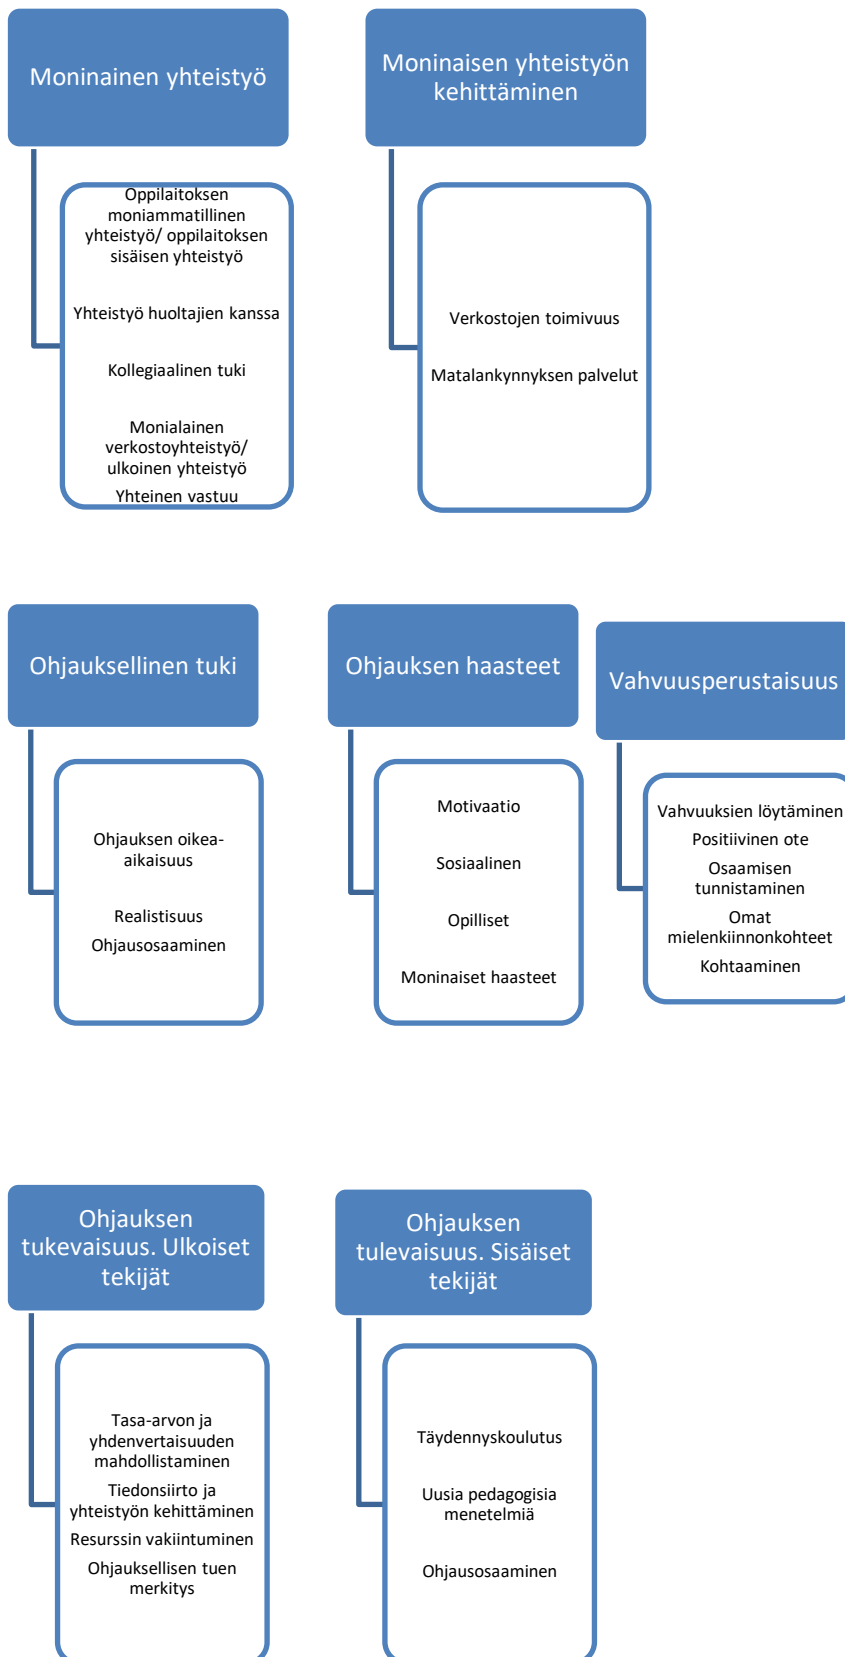 Moninainen yhteistyö
Oppilaitoksen
moniammatillinen
yhteistyö/ oppilaitoksen
sisäisen yhteistyö
Yhteistyö huoltajien kanssa
Kollegiaalinen tuki
Monialainen
verkostoyhteistyö/
ulkoinen yhteistyö
Yhteinen vastuu
Moninaisen yhteistyön
kehittäminen
Verkostojen toimivuus
Matalankynnyksen palvelut
Ohjauksellinen tuki
Ohjauksen oikea-
aikaisuus
Realistisuus
Ohjausosaaminen
Ohjauksen haasteet
Motivaatio
Sosiaalinen
Opilliset
Moninaiset haasteet
Vahvuusperustaisuus
Vahvuuksien löytäminen
Positiivinen ote
Osaamisen
tunnistaminen
Omat
mielenkiinnonkohteet
Kohtaaminen
Ohjauksen
tukevaisuus. Ulkoiset
tekijät
Tasa-arvon ja
yhdenvertaisuuden
mahdollistaminen
Tiedonsiirto ja
yhteistyön kehittäminen
Resurssin vakiintuminen
Ohjauksellisen tuen
merkitys
Ohjauksen
tulevaisuus. Sisäiset
tekijät
Täydennyskoulutus
Uusia pedagogisia
menetelmiä
Ohjausosaaminen